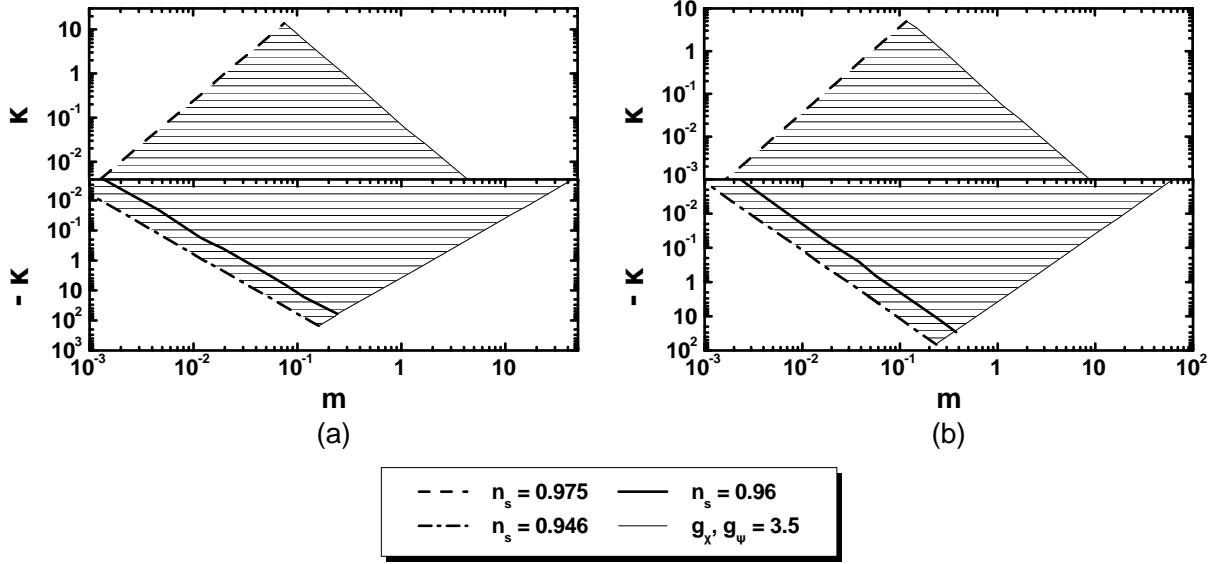 10
1
10⁻¹
10⁻²
K
10⁻²
10⁻¹
1
10
10²
10³
- K
10⁻³ 10⁻² 10⁻¹ 1 10
m
(a)
10
1
10⁻¹
10⁻²
10⁻³
K
10⁻²
10⁻¹
1
10
10²
- K
10⁻³ 10⁻² 10⁻¹ 1 10 10²
m
(b)
n_s = 0.975 n_s = 0.96
n_s = 0.946 g_χ, g_ψ = 3.5